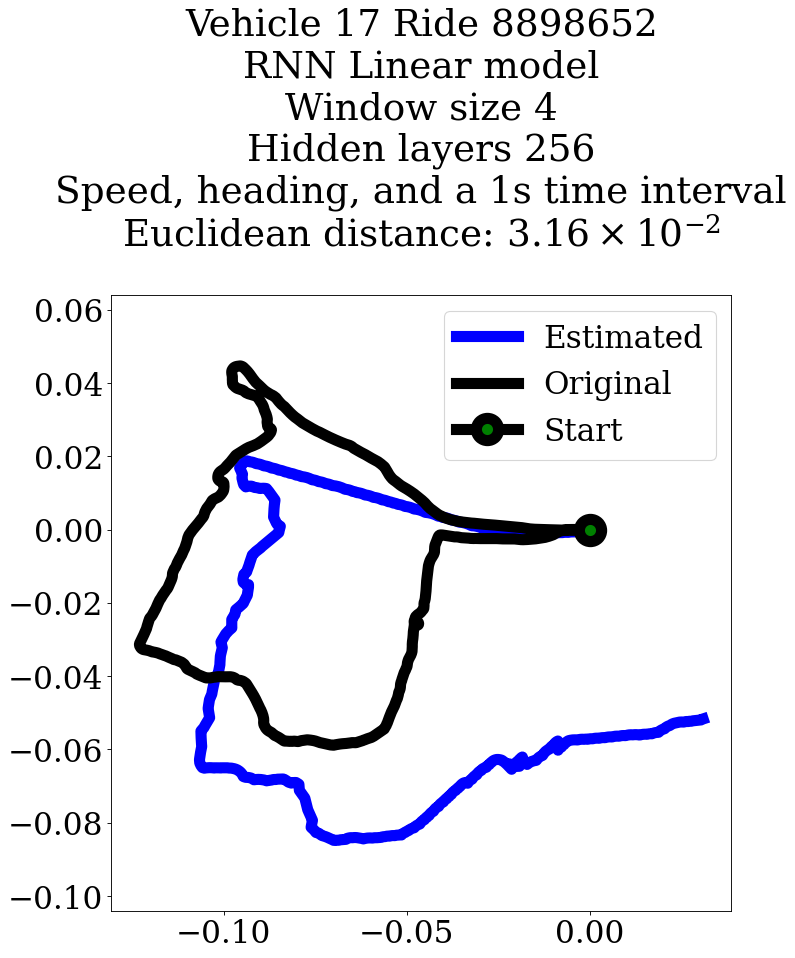 Vehicle 17 Ride 8898652
RNN Linear model
Window size 4
Hidden layers 256
Speed, heading, and a 1s time interval
Euclidean distance: 3.16 × 10⁻²
Estimated
Original
Start
0.06
0.04
0.02
0.00
−0.02
−0.04
−0.06
−0.08
−0.10
−0.10 −0.05 0.00